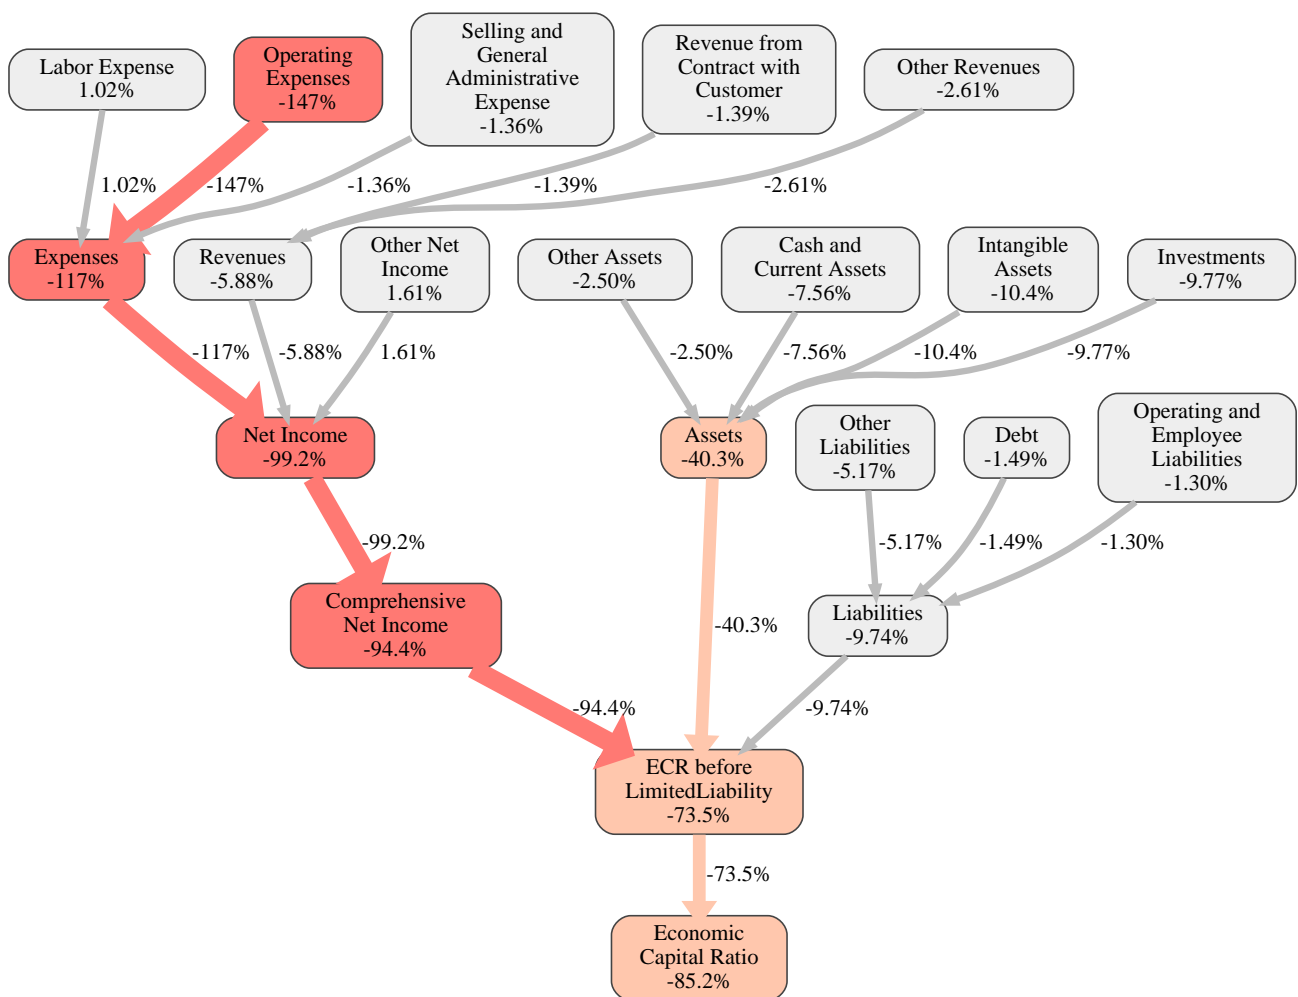 Labor Expense
1.02%
Operating
Expenses
-147%
Selling and
General
Administrative
Expense
-1.36%
Revenue from
Contract with
Customer
-1.39%
Other Revenues
-2.61%
1.02%
-147%
-1.36%
-1.39%
-2.61%
Expenses
-117%
Revenues
-5.88%
Other Net
Income
1.61%
Other Assets
-2.50%
Cash and
Current Assets
-7.56%
Intangible
Assets
-10.4%
Investments
-9.77%
-117%
-5.88%
1.61%
-2.50%
-7.56%
-10.4%
-9.77%
Net Income
-99.2%
Assets
-40.3%
Other
Liabilities
-5.17%
Debt
-1.49%
Operating and
Employee
Liabilities
-1.30%
-99.2%
-5.17%
-1.49%
-1.30%
Comprehensive
Net Income
-94.4%
-40.3%
Liabilities
-9.74%
-94.4%
-9.74%
ECR before
LimitedLiability
-73.5%
-73.5%
Economic
Capital Ratio
-85.2%